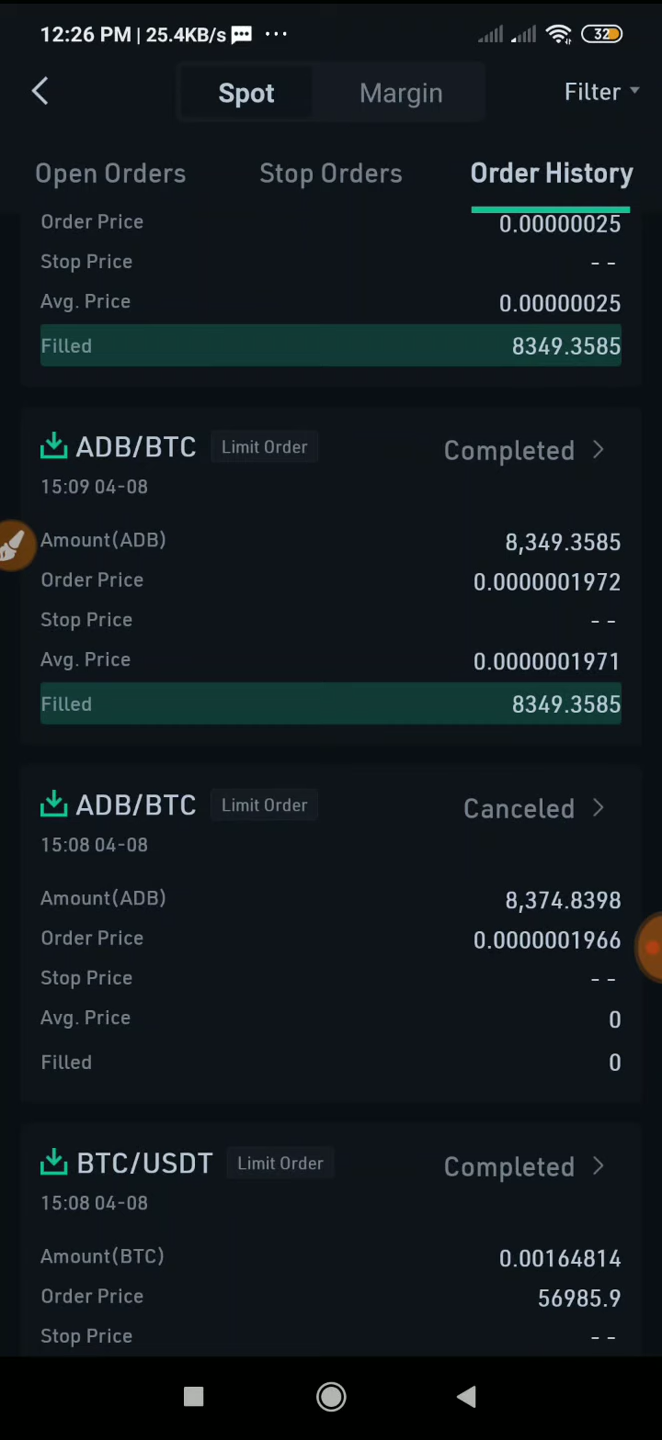 12:26 PM | 25.4KB/s ··· 32
Spot Margin Filter
Open Orders Stop Orders Order History
Order Price 0.00000025
Stop Price - -
Avg. Price 0.00000025
Filled 8349.3585
ADB/BTC Limit Order Completed
15:09 04-08
Amount(ADB) 8,349.3585
Order Price 0.0000001972
Stop Price - -
Avg. Price 0.0000001971
Filled 8349.3585
ADB/BTC Limit Order Canceled
15:08 04-08
Amount(ADB) 8,374.8398
Order Price 0.0000001966
Stop Price - -
Avg. Price 0
Filled 0
BTC/USDT Limit Order Completed
15:08 04-08
Amount(BTC) 0.00164814
Order Price 56985.9
Stop Price - -